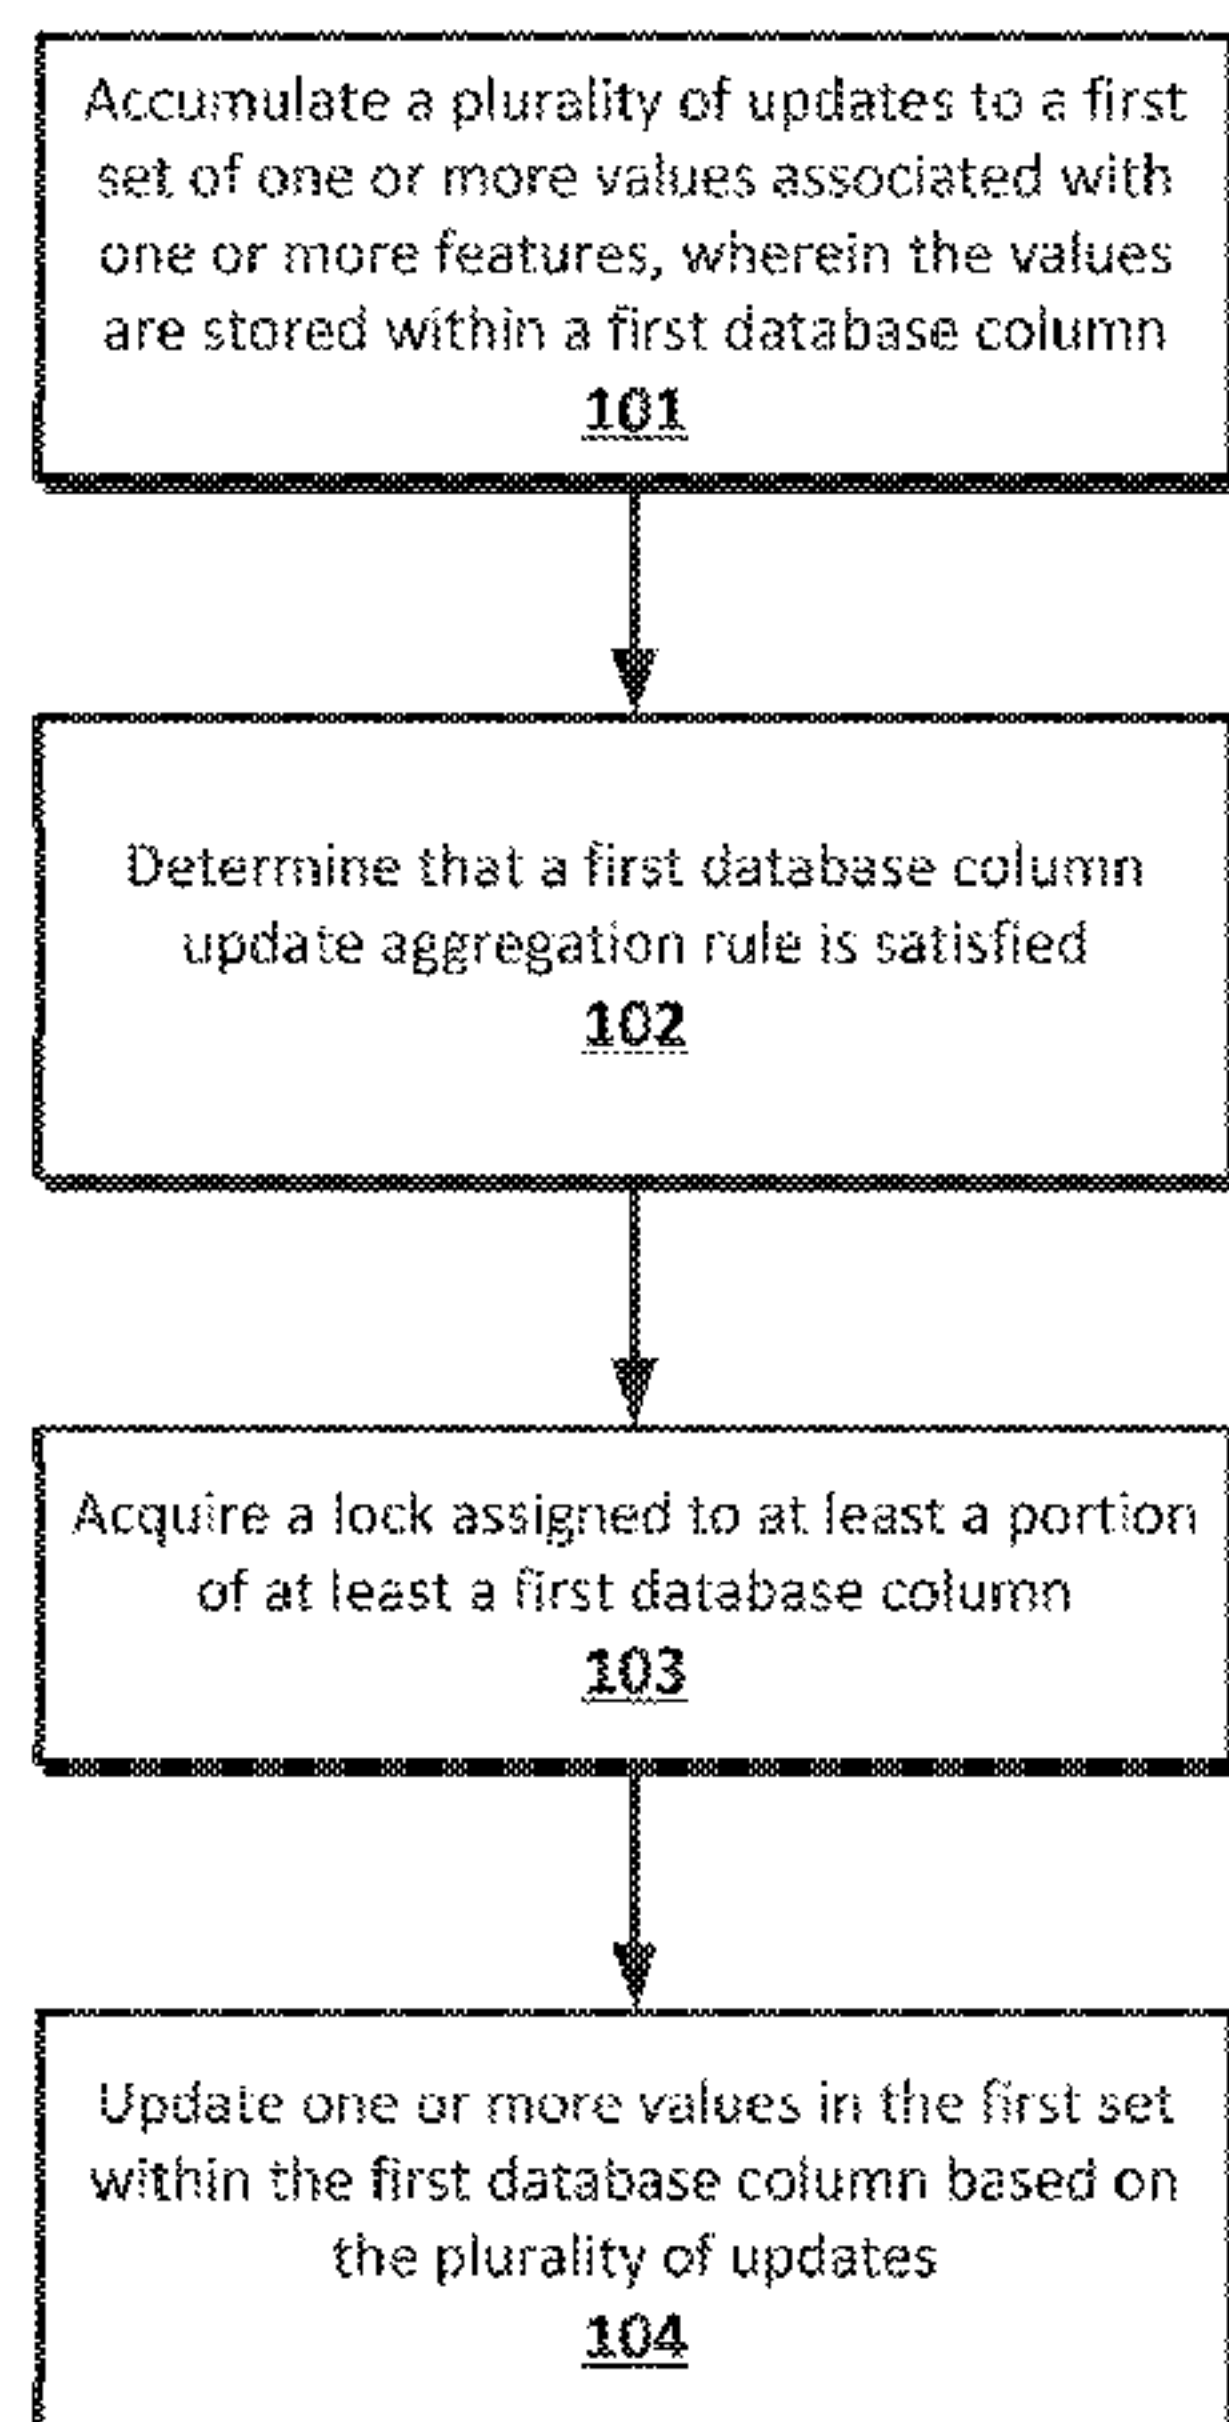 Accumulate a plurality of updates to a first
set of one or more values associated with
one or more features, wherein the values
are stored within a first database column
101
Determine that a first database column
update aggregation rule is satisfied
102
Acquire a lock assigned to at least a portion
of at least a first database column
103
Update one or more values in the first set
within the first database column based on
the plurality of updates
104